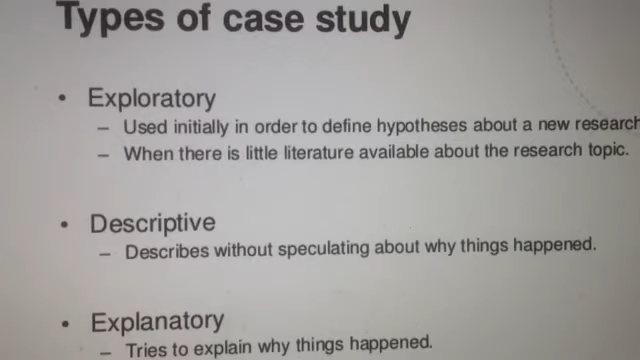 Types of case study
• Exploratory
– Used initially in order to define hypotheses about a new research
– When there is little literature available about the research topic.
• Descriptive
– Describes without speculating about why things happened.
• Explanatory
– Tries to explain why things happened.